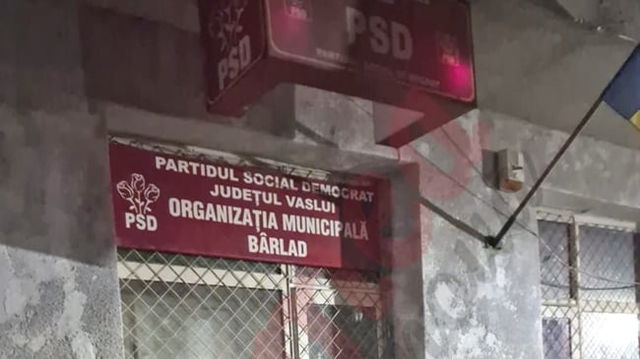 PSD
PSD
PARTIDUL SOCIAL DEMOCRAT
JUDEȚUL VASLUI
ORGANIZAȚIA MUNICIPALĂ
BÂRLAD
PSD